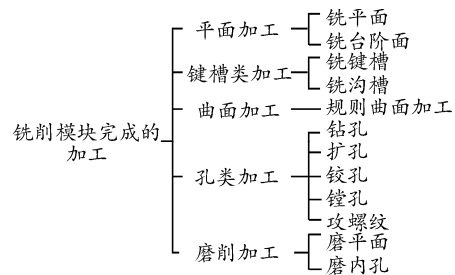 铣削模块完成的
加工
平面加工
铣平面
铣台阶面
键槽类加工
铣键槽
铣沟槽
曲面加工
规则曲面加工
孔类加工
钻孔
扩孔
铰孔
镗孔
攻螺纹
磨削加工
磨平面
磨内孔